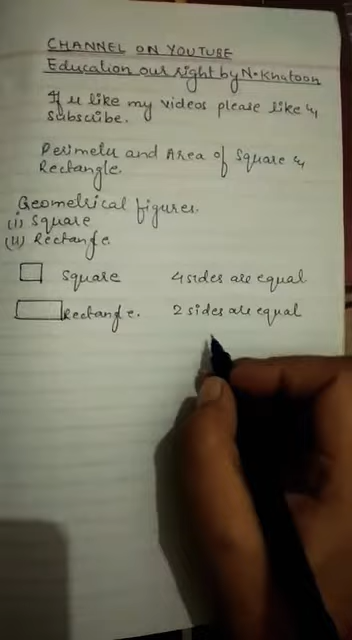 CHANNEL ON YOUTUBE
Education our right by N. Khatoon
If u like my videos please like &
subscribe.
Perimeter and Area of Square &
Rectangle.
Geometrical figures.
(i) Square
(ii) Rectangle
Square 4 sides are equal
Rectangle. 2 sides are equal